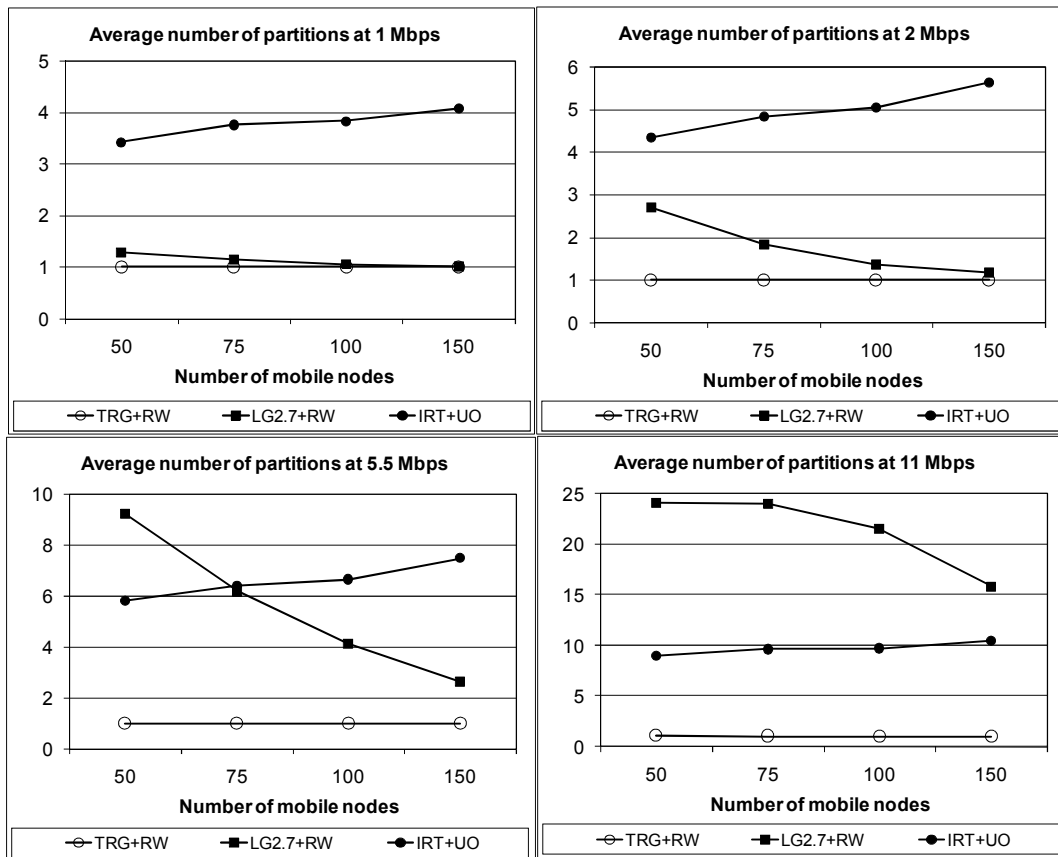 Average number of partitions at 1 Mbps
5
4
3
2
1
0
50 75 100 150
Number of mobile nodes
TRG+RW LG2.7+RW IRT+UO
Average number of partitions at 2 Mbps
6
5
4
3
2
1
0
50 75 100 150
Number of mobile nodes
TRG+RW LG2.7+RW IRT+UO
Average number of partitions at 5.5 Mbps
10
8
6
4
2
0
50 75 100 150
Number of mobile nodes
TRG+RW LG2.7+RW IRT+UO
Average number of partitions at 11 Mbps
25
20
15
10
5
0
50 75 100 150
Number of mobile nodes
TRG+RW LG2.7+RW IRT+UO